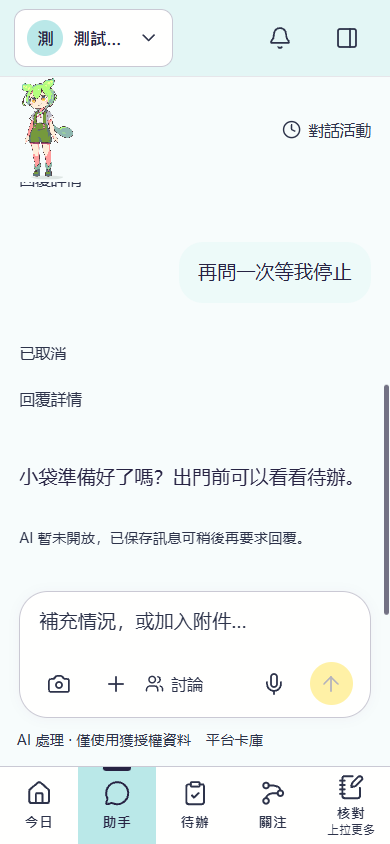 測 測試...
對話活動
回覆詳情
再問一次等我停止
已取消
回覆詳情
小袋準備好了嗎？出門前可以看看待辦。
AI 暫未開放，已保存訊息可稍後再要求回覆。
補充情況，或加入附件...
討論
AI 處理 · 僅使用獲授權資料 平台卡庫
今日 助手 待辦 關注 核對
上拉更多